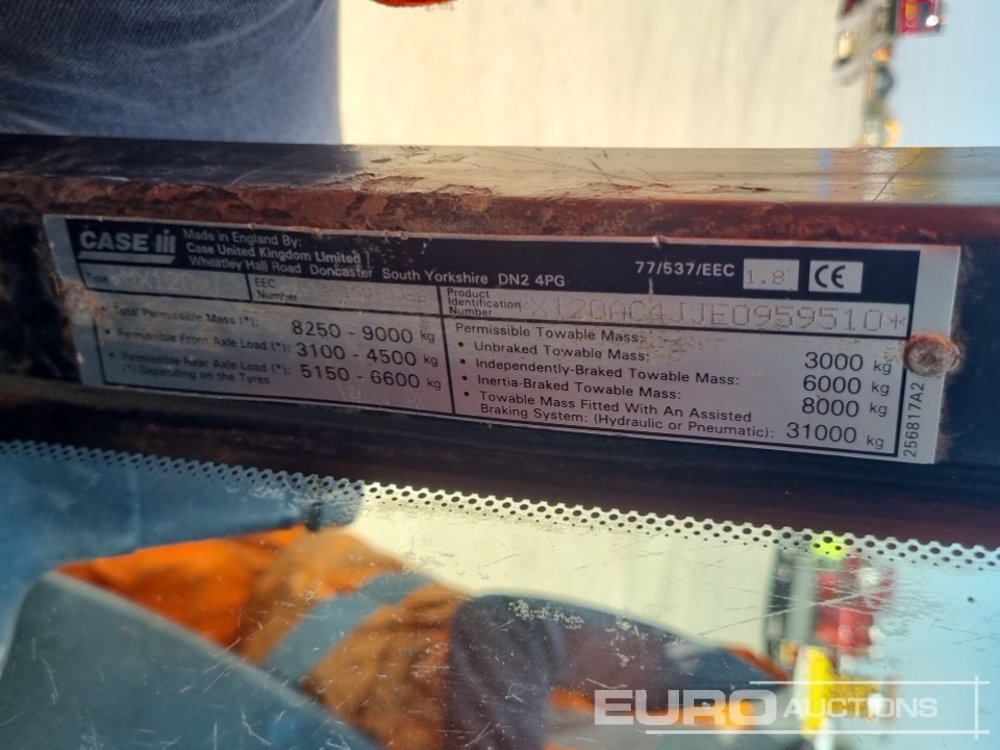 CASE III
Made in England By:
Case United Kingdom Limited
Wheatley Hall Road Doncaster South Yorkshire DN2 4PG
77/537/EEC 1.8 CE
Type
EEC Number
Product Identification Number X120AC4JJE0959510*
• Total Permissible Mass (*): 8250 - 9000 kg
• Permissible Front Axle Load (*): 3100 - 4500 kg
• Permissible Rear Axle Load (*): 5150 - 6600 kg
(*) Depending on the Tyres
Permissible Towable Mass:
• Unbraked Towable Mass: 3000 kg
• Independently-Braked Towable Mass: 6000 kg
• Inertia-Braked Towable Mass: 8000 kg
• Towable Mass Fitted With An Assisted
Braking System: (Hydraulic or Pneumatic): 31000 kg
256817A2
EURO AUCTIONS